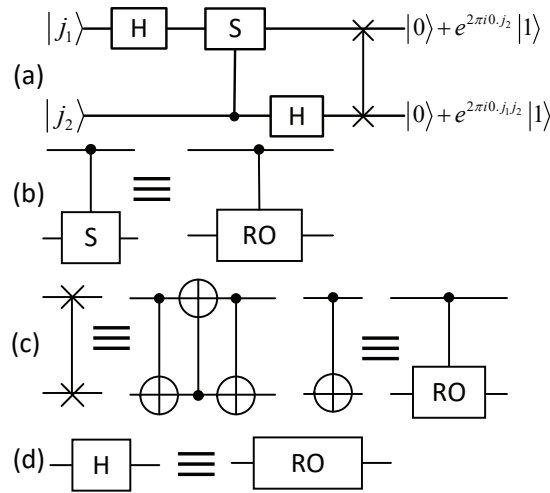 (a) |j₁⟩ H S |0⟩ + e^{2πi0.j₂} |1⟩
|j₂⟩ H |0⟩ + e^{2πi0.j₁j₂} |1⟩
(b) S ≡ RO
(c) ≡ ≡ RO
(d) H ≡ RO